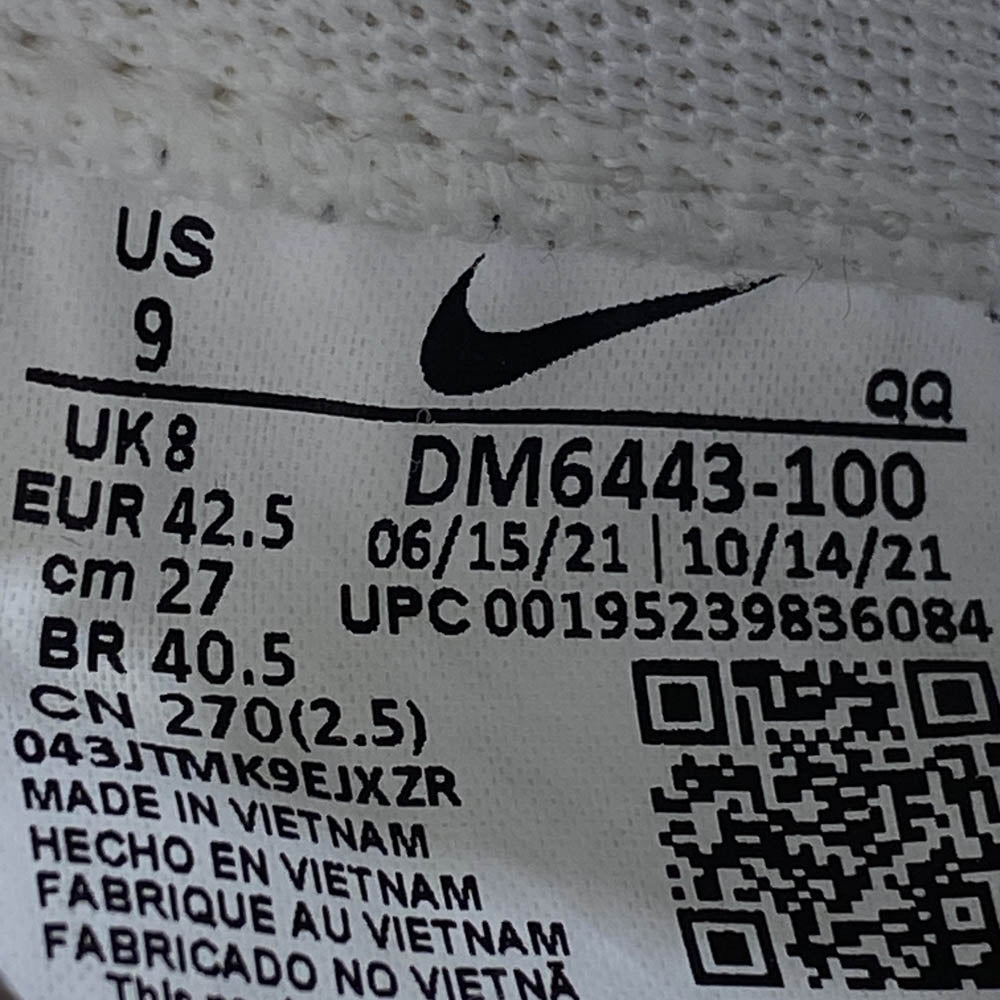 US
9
QQ
UK 8
DM6443-100
EUR 42.5
06/15/21 | 10/14/21
cm 27
UPC 00195239836084
BR 40.5
CN 270(2.5)
043JTMK9EJXZR
MADE IN VIETNAM
HECHO EN VIETNAM
FABRIQUE AU VIETNAM
FABRICADO NO VIETNÃ
This